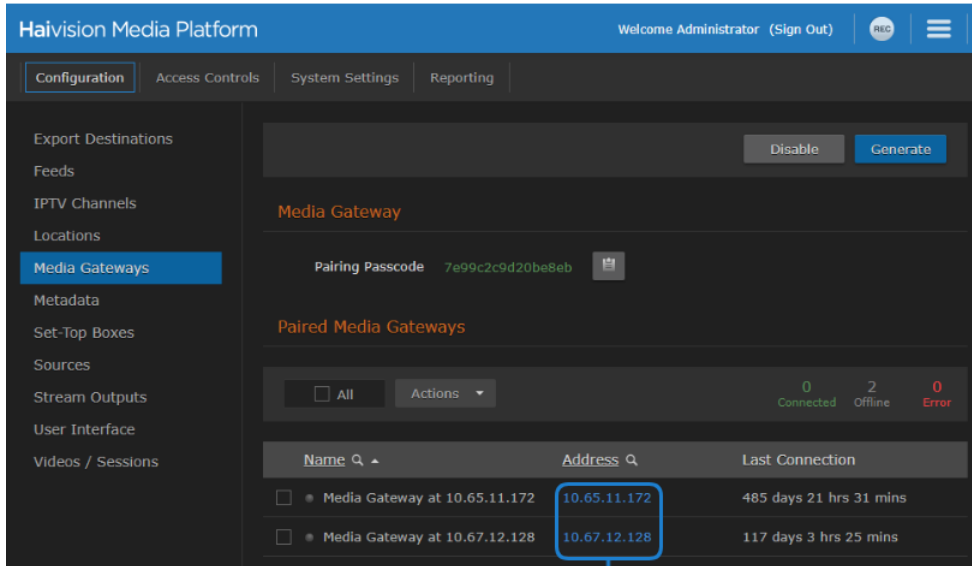 Haivision Media Platform
Welcome Administrator (Sign Out)
REC
Configuration
Access Controls
System Settings
Reporting
Export Destinations
Feeds
IPTV Channels
Locations
Media Gateways
Metadata
Set-Top Boxes
Sources
Stream Outputs
User Interface
Videos / Sessions
Disable
Generate
Media Gateway
Pairing Passcode 7e99c2c9d20be8eb
Paired Media Gateways
All
Actions
0 Connected
2 Offline
0 Error
Name Address Last Connection
Media Gateway at 10.65.11.172 10.65.11.172 485 days 21 hrs 31 mins
Media Gateway at 10.67.12.128 10.67.12.128 117 days 3 hrs 25 mins